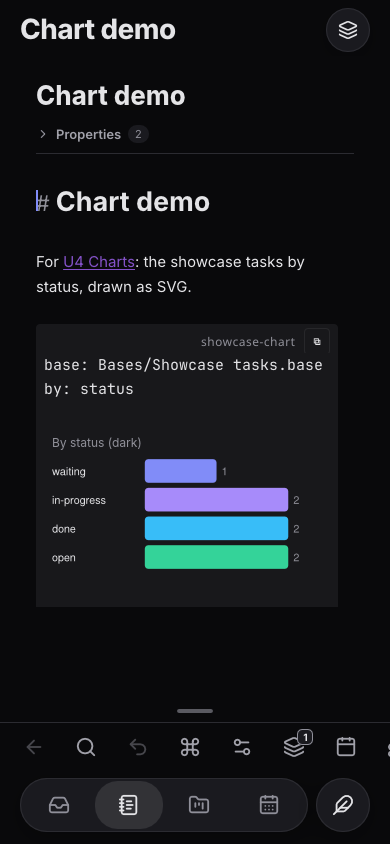 Chart demo
Chart demo
Properties 2
# Chart demo
For U4 Charts: the showcase tasks by
status, drawn as SVG.
showcase-chart
base: Bases/Showcase tasks.base
by: status
By status (dark)
waiting 1
in-progress 2
done 2
open 2
1